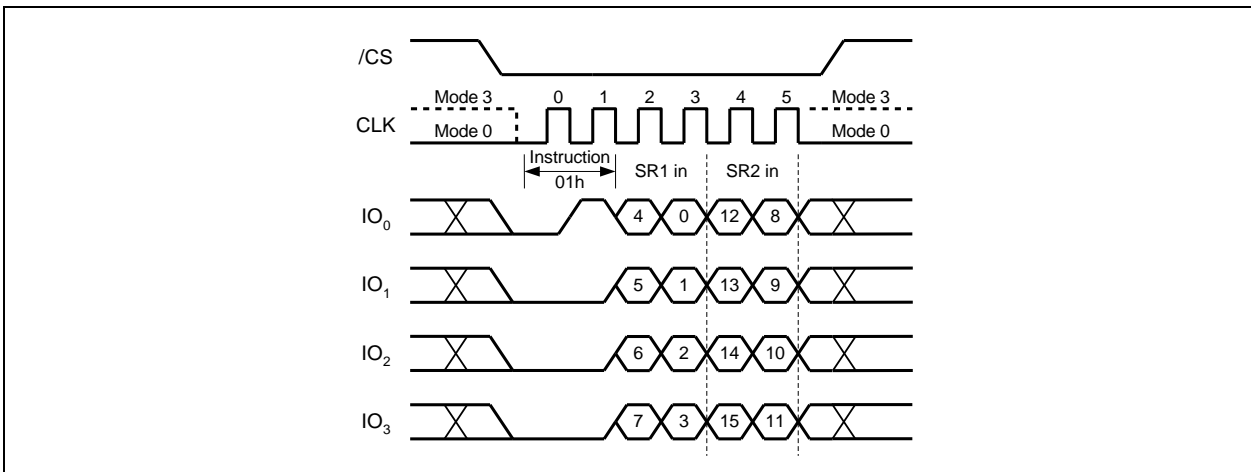 /CS
Mode 3 0 1 2 3 4 5 Mode 3
CLK Mode 0 Mode 0
Instruction SR1 in SR2 in
01h
IO0 4 0 12 8
IO1 5 1 13 9
IO2 6 2 14 10
IO3 7 3 15 11